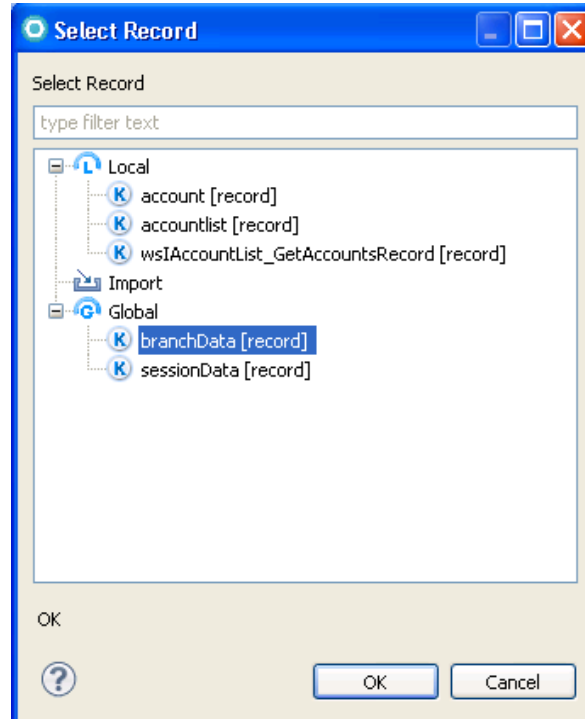 Select Record
Select Record
type filter text
L Local
K account [record]
K accountlist [record]
K wsIAccountList_GetAccountsRecord [record]
Import
G Global
K branchData [record]
K sessionData [record]
OK
? OK Cancel